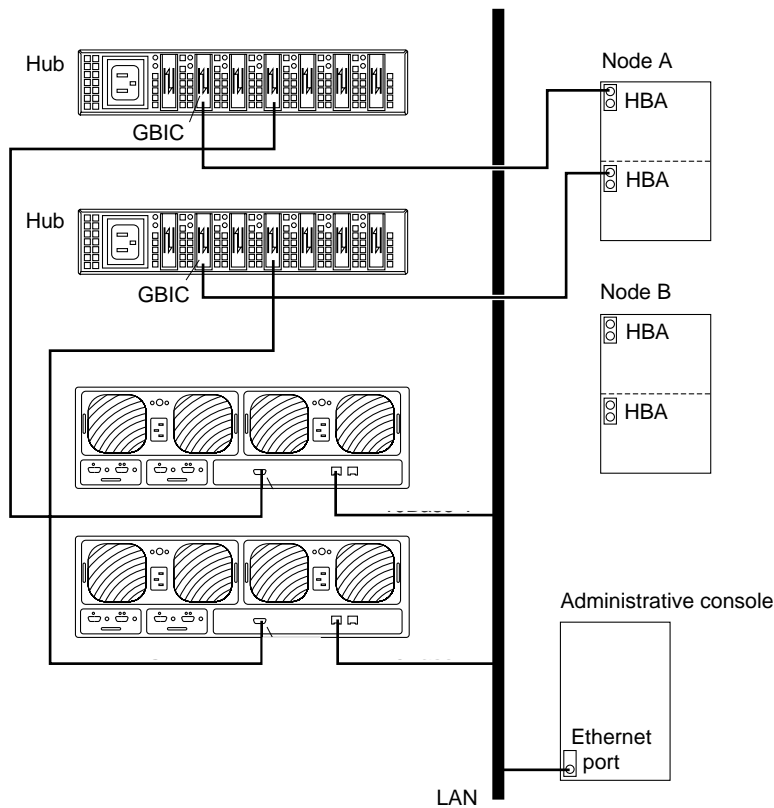 Hub
GBIC
Node A
HBA
HBA
Hub
GBIC
Node B
HBA
HBA
Administrative console
Ethernet
port
LAN